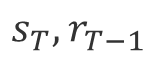 s_T, r_{T-1}